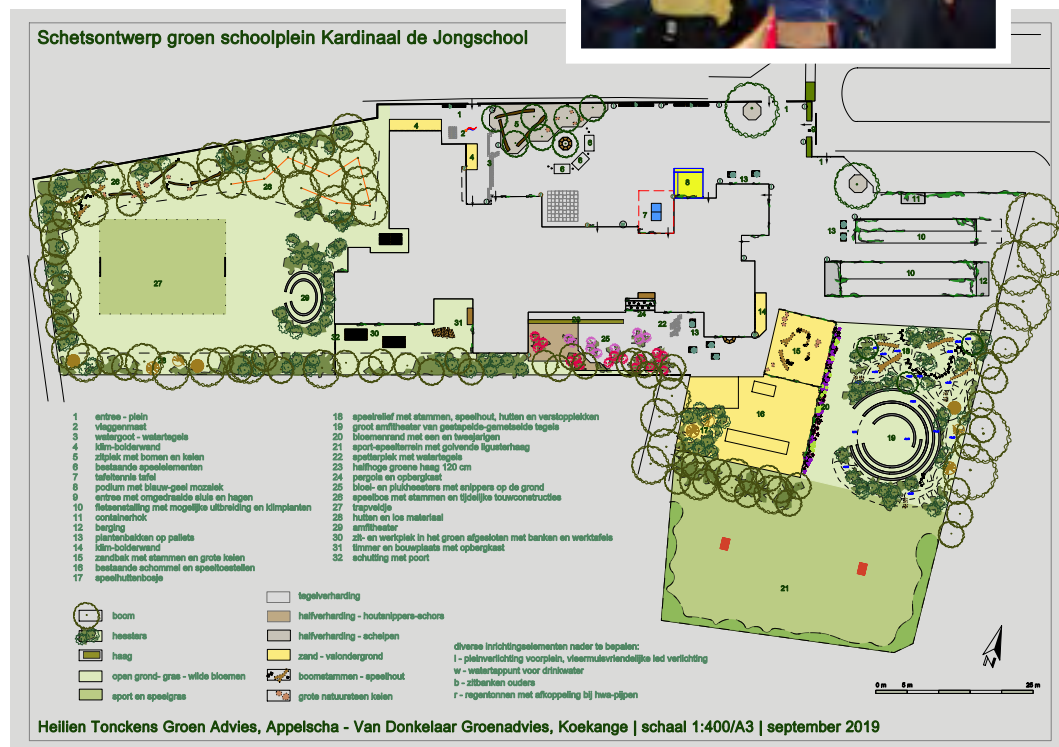 Schetsontwerp groen schoolplein Kardinaal de Jongschool
1 entree - plein
2 vlaggenmast
3 watergoot - watertegels
4 klim-bolderwand
5 zitplek met bomen en keien
6 bestaande speelelementen
7 tafeltennis tafel
8 podium met blauw-geel mozaïek
9 entree met omgedraaide sluis en hagen
10 fietsenstalling met mogelijke uitbreiding en klimplanten
11 containerhok
12 berging
13 plantenbakken op pallets
14 klim-bolderwand
15 zandbak met stammen en grote keien
16 bestaande schommel en speeltoestellen
17 speelhuttenbosje
18 speelreliëf met stammen, speelhout, hutten en verstopplekken
19 groot amfitheater van gestapelde-gemetselde tegels
20 bloemenrand met een en tweejarigen
21 sport-speelterrein met golvende ligusterhaag
22 spetterplek met watertegels
23 halfhoge groene haag 120 cm
24 pergola en opbergkast
25 bloei- en plukheesters met snippers op de grond
26 speelbos met stammen en tijdelijke touwconstructies
27 trapveldje
28 hutten en los materiaal
29 amfitheater
30 zit- en werkplek in het groen afgesloten met banken en werktafels
31 timmer en bouwplaats met opbergkast
32 schutting met poort
boom
heesters
haag
open grond- gras - wilde bloemen
sport en speelgras
tegelverharding
halfverharding - houtsnippers-schors
halfverharding - schelpen
zand - valondergrond
boomstammen - speelhout
grote natuursteen keien
diverse inrichtingselementen nader te bepalen:
l - pleinverlichting voorplein, vleermuisvriendelijke led verlichting
w - watertappunt voor drinkwater
b - zitbanken ouders
r - regentonnen met afkoppeling bij hwa-pijpen
0 m 5 m 25 m
Heilien Tonckens Groen Advies, Appelscha - Van Donkelaar Groenadvies, Koekange | schaal 1:400/A3 | september 2019